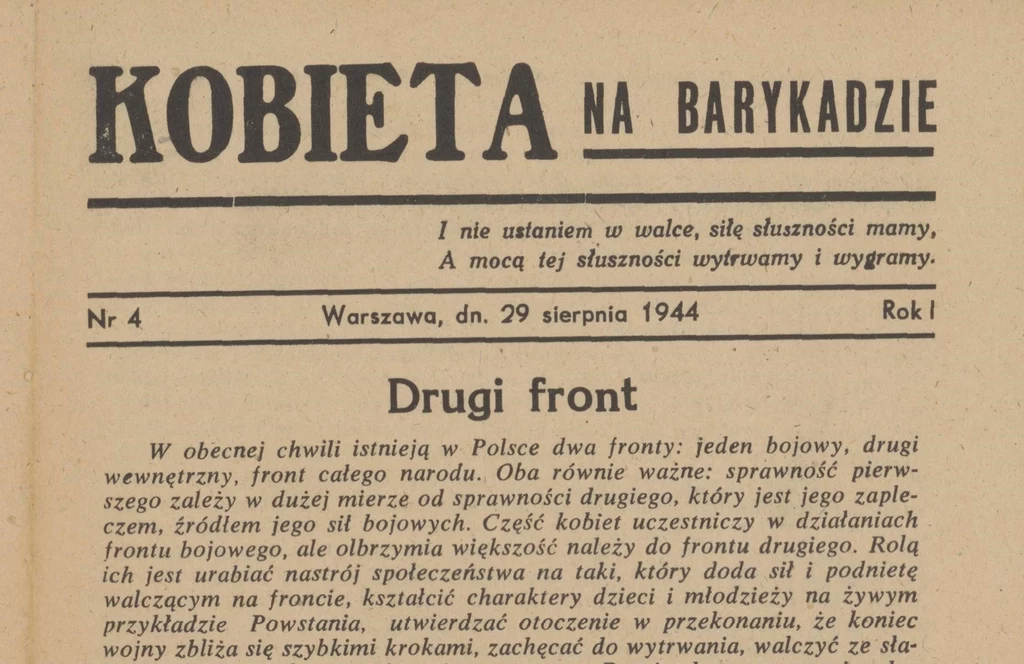 KOBIETA NA BARYKADZIE
I nie ustaniem w walce, siłę słuszności mamy,
A mocą tej słuszności wytrwamy i wygramy.
Nr 4 Warszawa, dn. 29 sierpnia 1944 Rok I
Drugi front
W obecnej chwili istnieją w Polsce dwa fronty: jeden bojowy, drugi
wewnętrzny, front całego narodu. Oba równie ważne: sprawność pierw-
szego zależy w dużej mierze od sprawności drugiego, który jest jego zaple-
czem, źródłem jego sił bojowych. Część kobiet uczestniczy w działaniach
frontu bojowego, ale olbrzymia większość należy do frontu drugiego. Rolą
ich jest urabiać nastrój społeczeństwa na taki, który doda sił i podnietę
walczącym na froncie, kształcić charaktery dzieci i młodzieży na żywym
przykładzie Powstania, utwierdzać otoczenie w przekonaniu, że koniec
wojny zbliża się szybkimi krokami, zachęcać do wytrwania, walczyć ze sła-